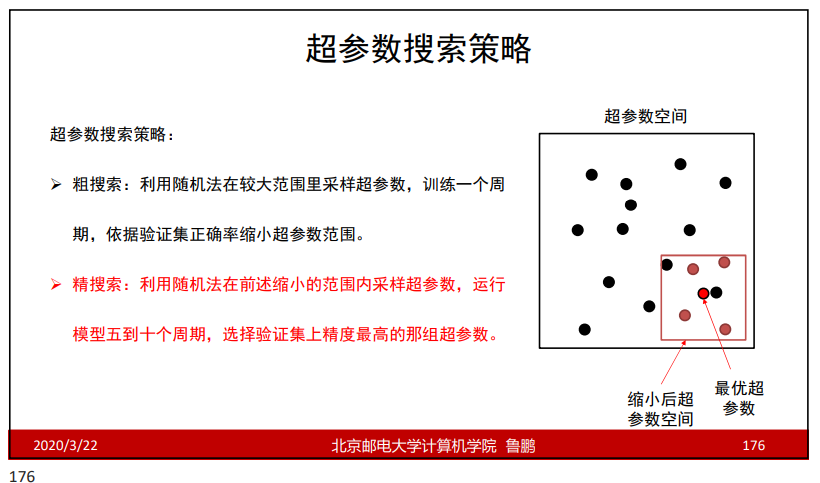 超参数搜索策略
超参数搜索策略：
➢ 粗搜索：利用随机法在较大范围里采样超参数，训练一个周
期，依据验证集正确率缩小超参数范围。
➢ 精搜索：利用随机法在前述缩小的范围内采样超参数，运行
模型五到十个周期，选择验证集上精度最高的那组超参数。
超参数空间
缩小后超
参数空间
最优超
参数
2020/3/22
北京邮电大学计算机学院 鲁鹏
176
176